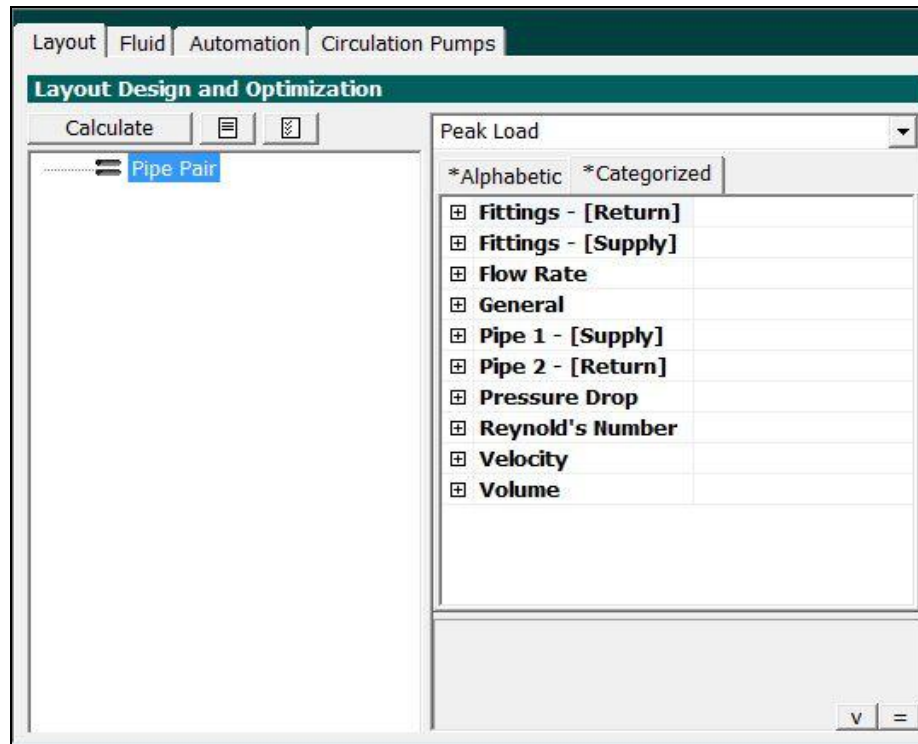 Layout Fluid Automation Circulation Pumps
Layout Design and Optimization
Calculate
Pipe Pair
Peak Load
*Alphabetic *Categorized
Fittings - [Return]
Fittings - [Supply]
Flow Rate
General
Pipe 1 - [Supply]
Pipe 2 - [Return]
Pressure Drop
Reynold's Number
Velocity
Volume
v =